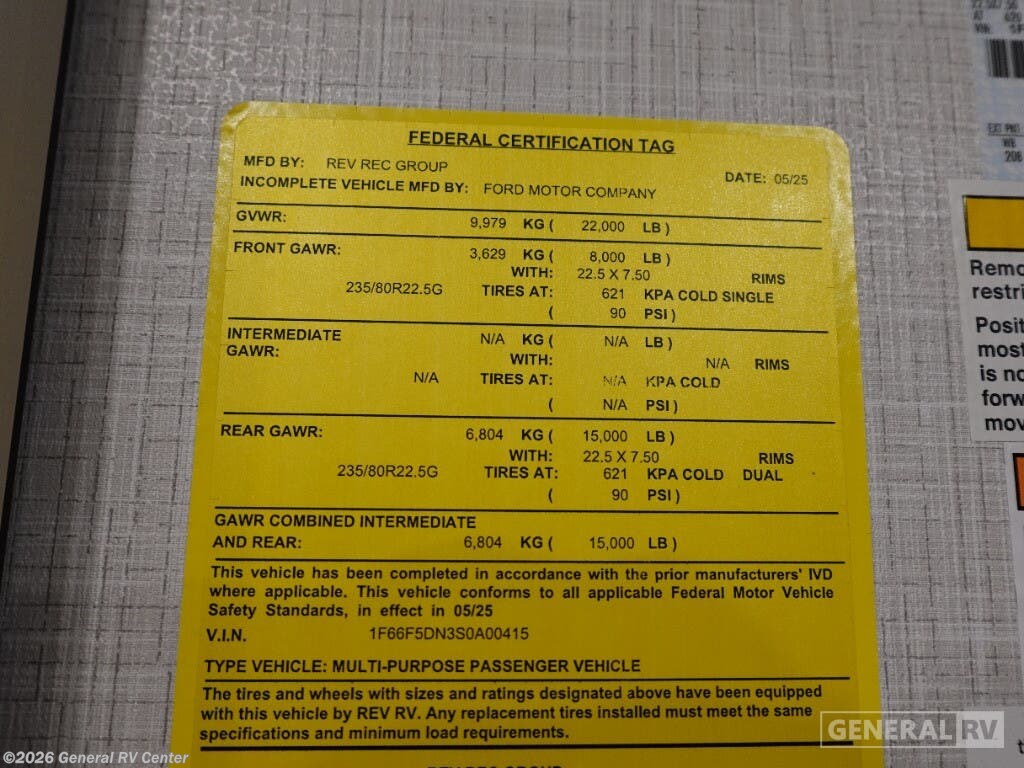 FEDERAL CERTIFICATION TAG
MFD BY: REV REC GROUP DATE: 05/25
INCOMPLETE VEHICLE MFD BY: FORD MOTOR COMPANY
GVWR: 9,979 KG ( 22,000 LB )
FRONT GAWR: 3,629 KG ( 8,000 LB )
WITH: 22.5 X 7.50 RIMS
235/80R22.5G TIRES AT: 621 KPA COLD SINGLE
( 90 PSI )
INTERMEDIATE N/A KG ( N/A LB )
GAWR: WITH: N/A RIMS
N/A TIRES AT: N/A KPA COLD
( N/A PSI )
REAR GAWR: 6,804 KG ( 15,000 LB )
WITH: 22.5 X 7.50 RIMS
235/80R22.5G TIRES AT: 621 KPA COLD DUAL
( 90 PSI )
GAWR COMBINED INTERMEDIATE
AND REAR: 6,804 KG ( 15,000 LB )
This vehicle has been completed in accordance with the prior manufacturers' IVD
where applicable. This vehicle conforms to all applicable Federal Motor Vehicle
Safety Standards, in effect in 05/25
V.I.N. 1F66F5DN3S0A00415
TYPE VEHICLE: MULTI-PURPOSE PASSENGER VEHICLE
The tires and wheels with sizes and ratings designated above have been equipped
with this vehicle by REV RV. Any replacement tires installed must meet the same
specifications and minimum load requirements.
Remo
restri
Posit
most
is no
forw
mov
GENERAL RV
©2026 General RV Center